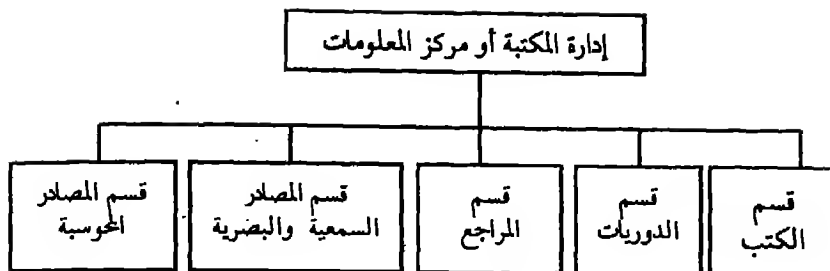 إدارة المكتبة أو مركز المعلومات
قسم
الكتب
قسم
الدوريات
قسم
المراجع
قسم المصادر
السمعية والبصرية
قسم المصادر
المحوسبة